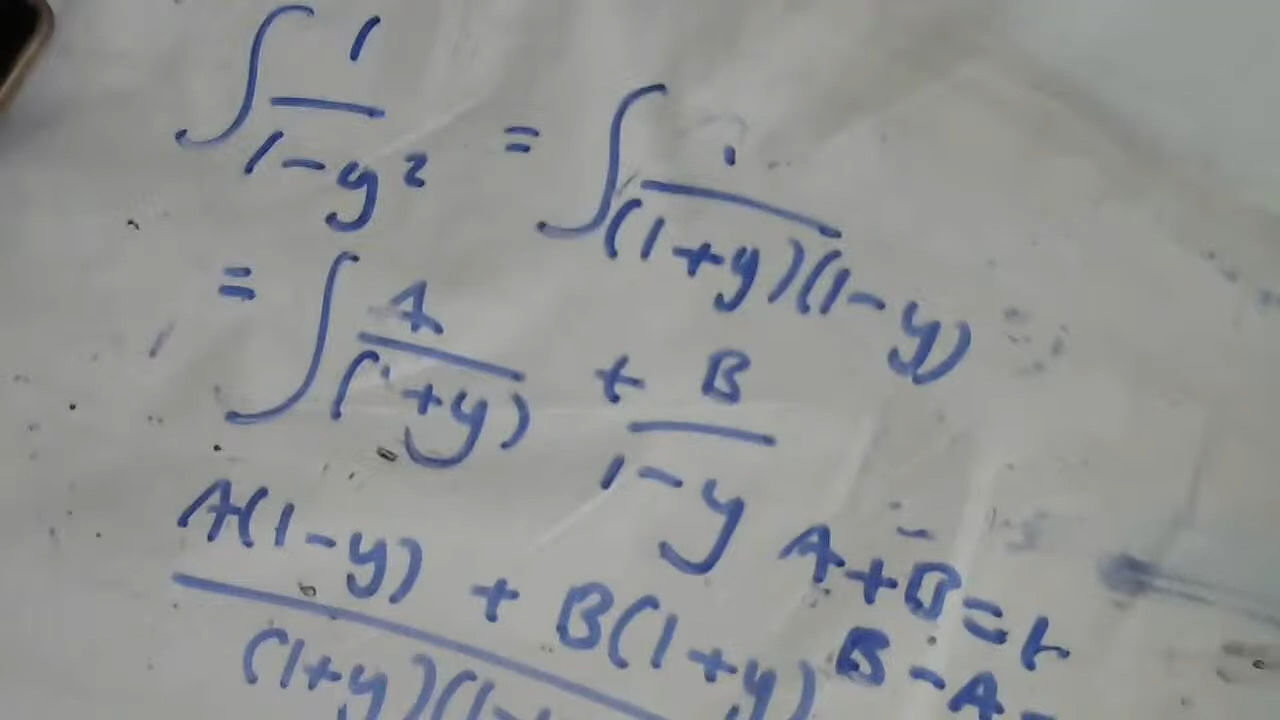 ∫ 1/(1-y²) = ∫ 1/((1+y)(1-y))
= ∫ A/(1+y) + B/(1-y)
A(1-y) + B(1+y)
A+B=1
(1+y)(1-
B-A